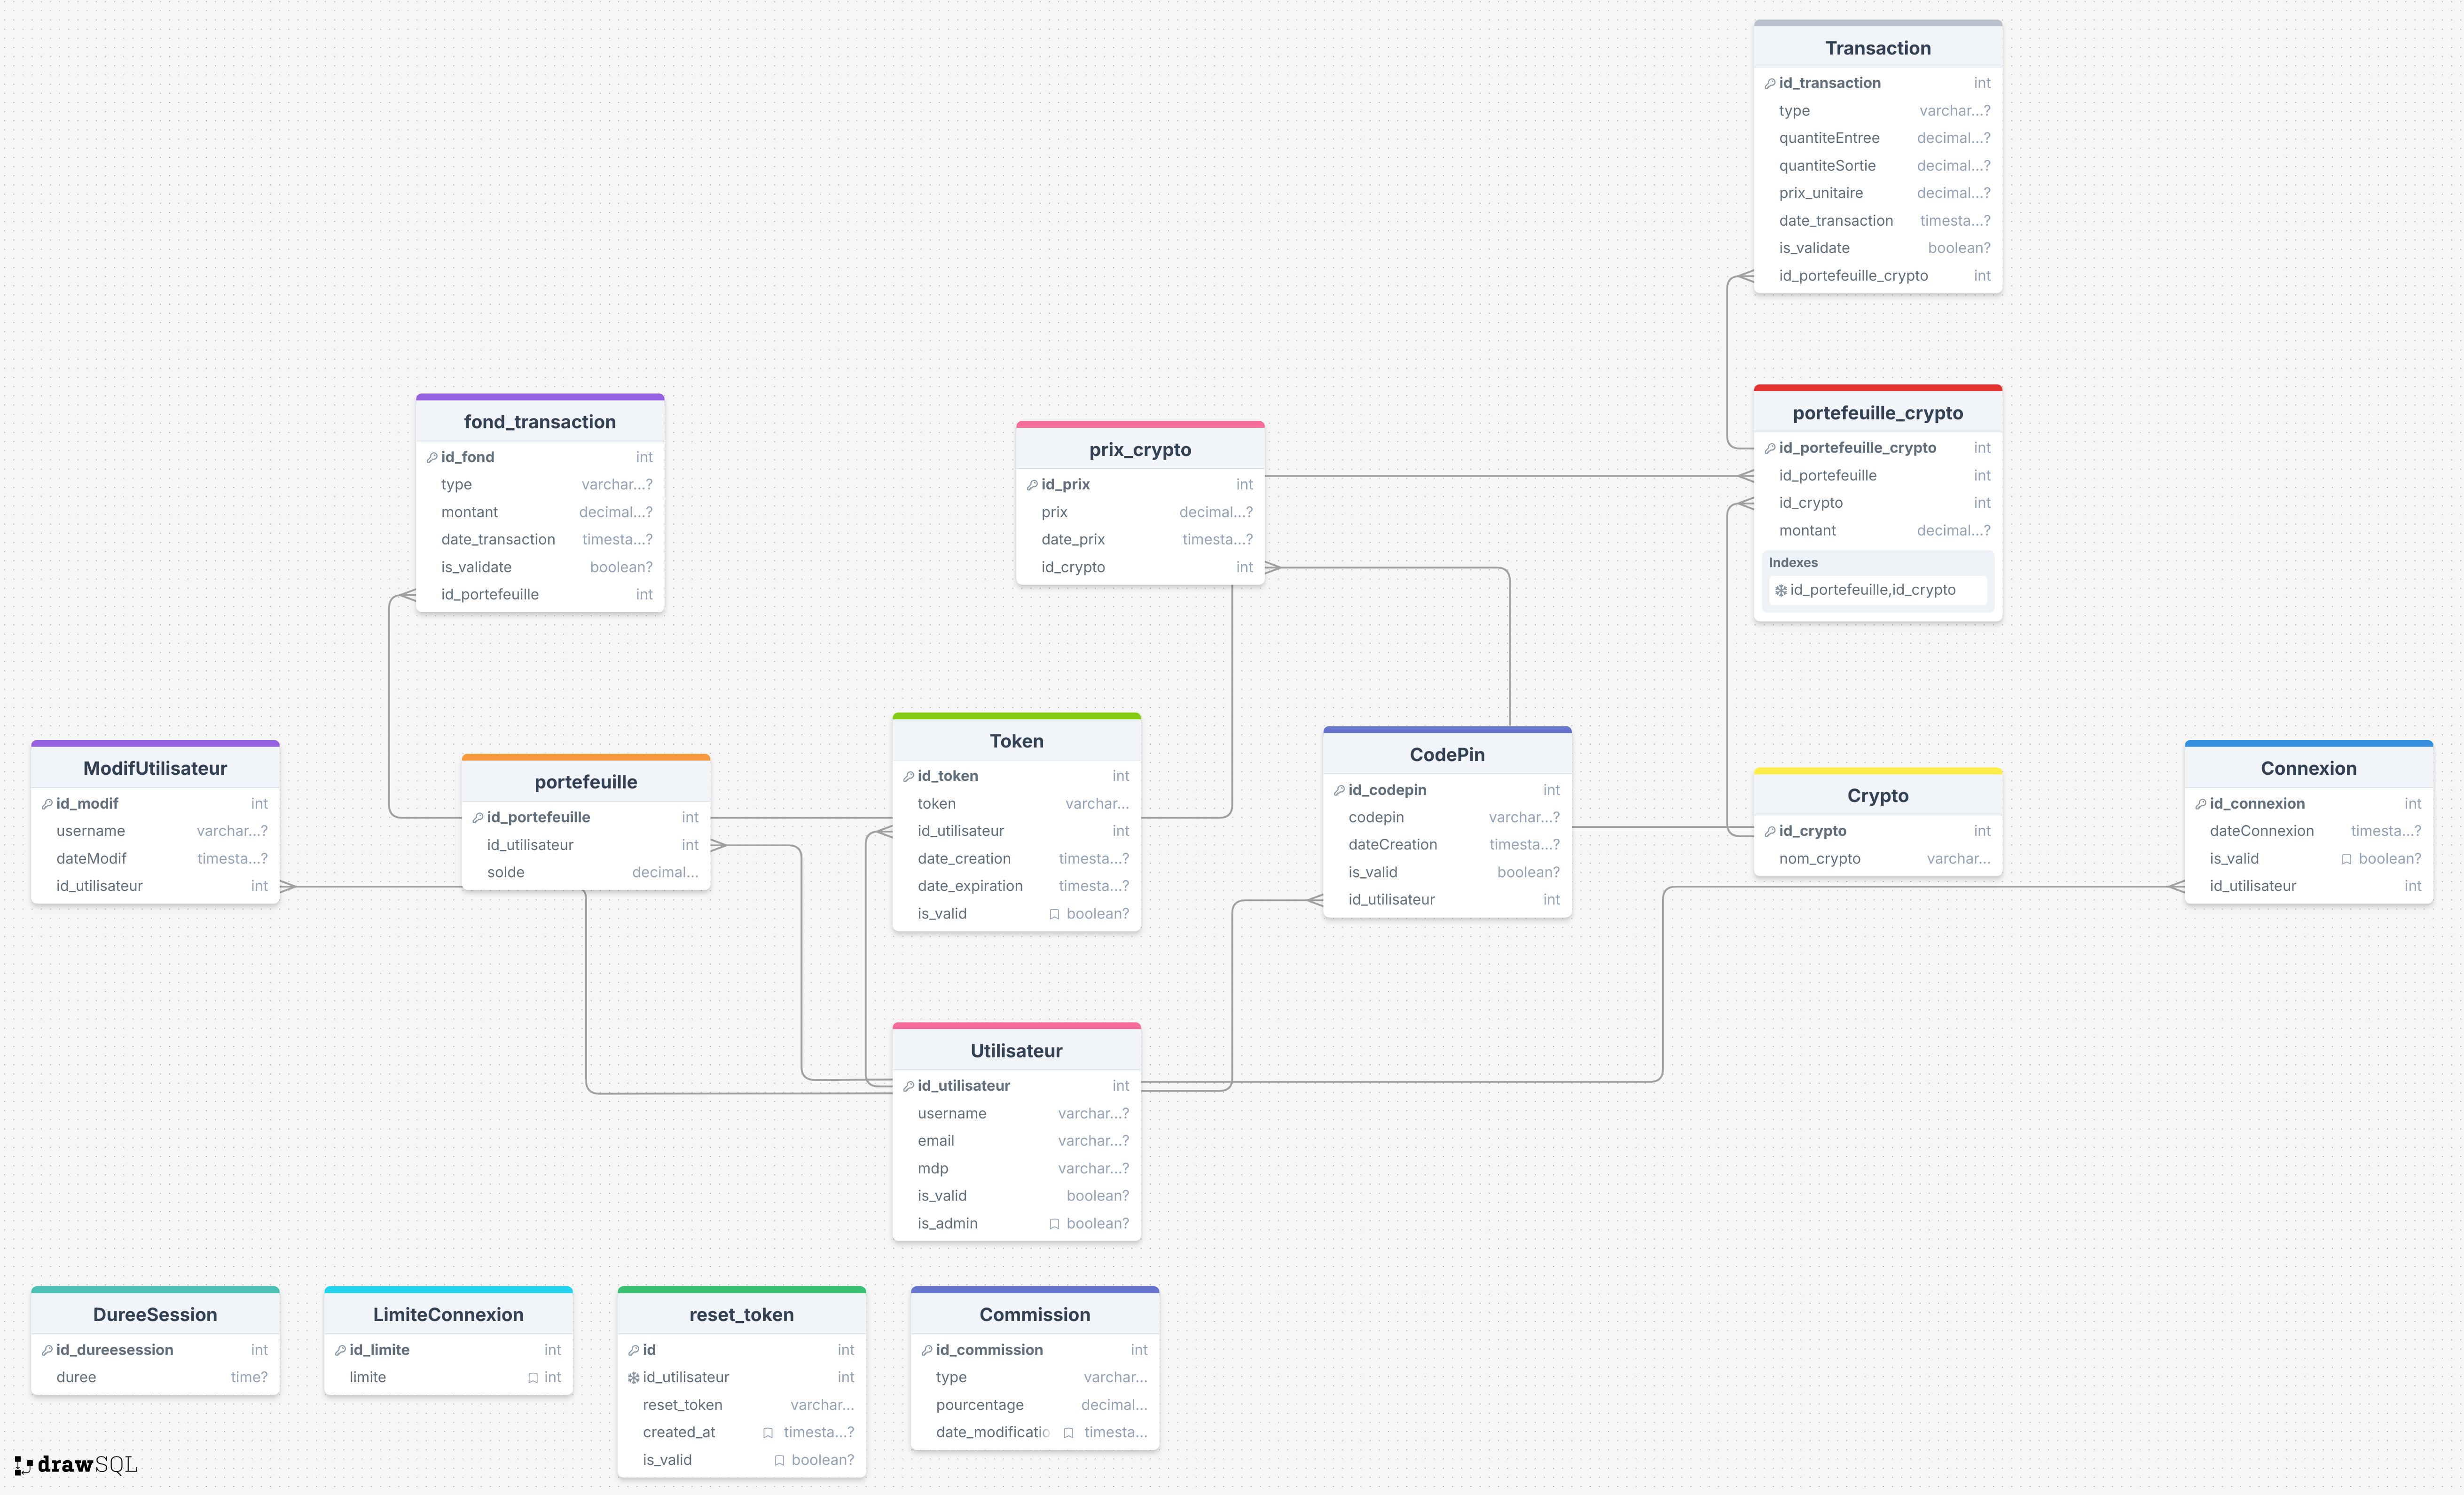 Transaction
id_transaction int
type varchar...?
quantiteEntree decimal...?
quantiteSortie decimal...?
prix_unitaire decimal...?
date_transaction timesta...?
is_validate boolean?
id_portefeuille_crypto int
fond_transaction
id_fond int
type varchar...?
montant decimal...?
date_transaction timesta...?
is_validate boolean?
id_portefeuille int
prix_crypto
id_prix int
prix decimal...?
date_prix timesta...?
id_crypto int
portefeuille_crypto
id_portefeuille_crypto int
id_portefeuille int
id_crypto int
montant decimal...?
Indexes
id_portefeuille,id_crypto
ModifUtilisateur
id_modif int
username varchar...?
dateModif timesta...?
id_utilisateur int
portefeuille
id_portefeuille int
id_utilisateur int
solde decimal...
Token
id_token int
token varchar...
id_utilisateur int
date_creation timesta...?
date_expiration timesta...?
is_valid boolean?
CodePin
id_codepin int
codepin varchar...?
dateCreation timesta...?
is_valid boolean?
id_utilisateur int
Crypto
id_crypto int
nom_crypto varchar...
Connexion
id_connexion int
dateConnexion timesta...?
is_valid boolean?
id_utilisateur int
Utilisateur
id_utilisateur int
username varchar...?
email varchar...?
mdp varchar...?
is_valid boolean?
is_admin boolean?
DureeSession
id_dureesession int
duree time?
LimiteConnexion
id_limite int
limite int
reset_token
id int
id_utilisateur int
reset_token varchar...
created_at timesta...?
is_valid boolean?
Commission
id_commission int
type varchar...
pourcentage decimal...
date_modificatio timesta...
drawSQL